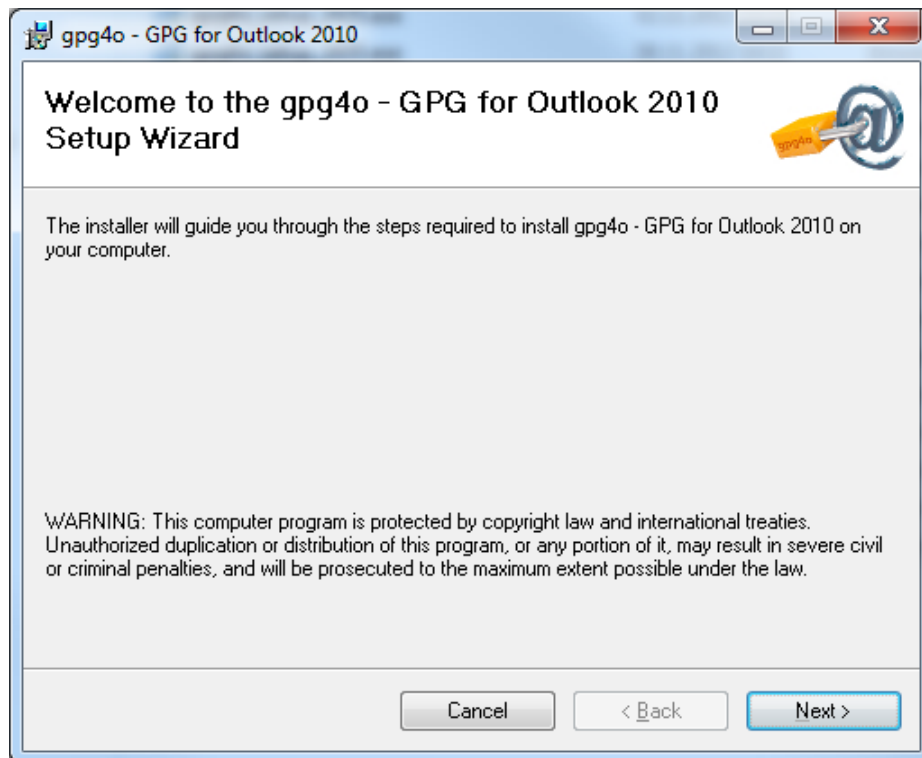 gpg4o - GPG for Outlook 2010
Welcome to the gpg4o - GPG for Outlook 2010
Setup Wizard
gpg4o
The installer will guide you through the steps required to install gpg4o - GPG for Outlook 2010 on
your computer.
WARNING: This computer program is protected by copyright law and international treaties.
Unauthorized duplication or distribution of this program, or any portion of it, may result in severe civil
or criminal penalties, and will be prosecuted to the maximum extent possible under the law.
Cancel
< Back
Next >